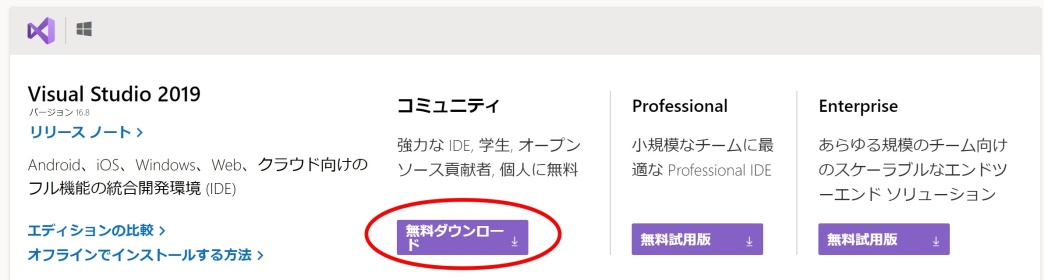 Visual Studio 2019
バージョン 16.8
リリース ノート >
Android、iOS、Windows、Web、クラウド向けの
フル機能の統合開発環境 (IDE)
エディションの比較 >
オフラインでインストールする方法 >
コミュニティ
強力な IDE, 学生, オープン
ソース貢献者, 個人に無料
無料ダウンロー
ド
Professional
小規模なチームに最
適な Professional IDE
無料試用版
Enterprise
あらゆる規模のチーム向け
のスケーラブルなエンドツ
ーエンド ソリューション
無料試用版